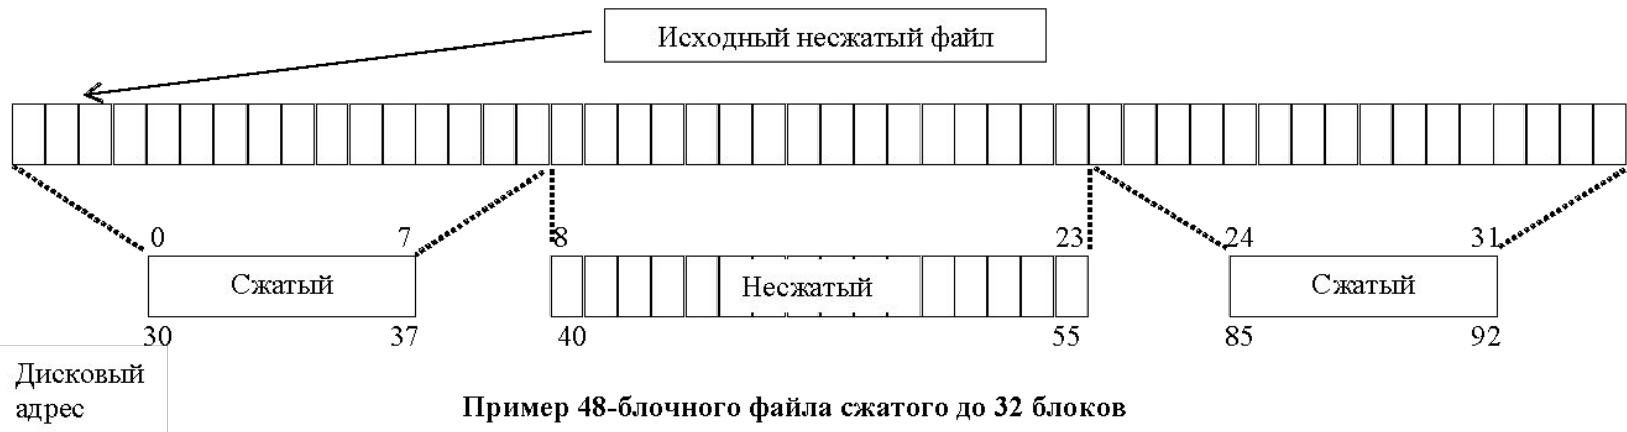 Исходный несжатый файл
0 7 8 23 24 31
Сжатый Несжатый Сжатый
30 37 40 55 85 92
Дисковый
адрес
Пример 48-блочного файла сжатого до 32 блоков